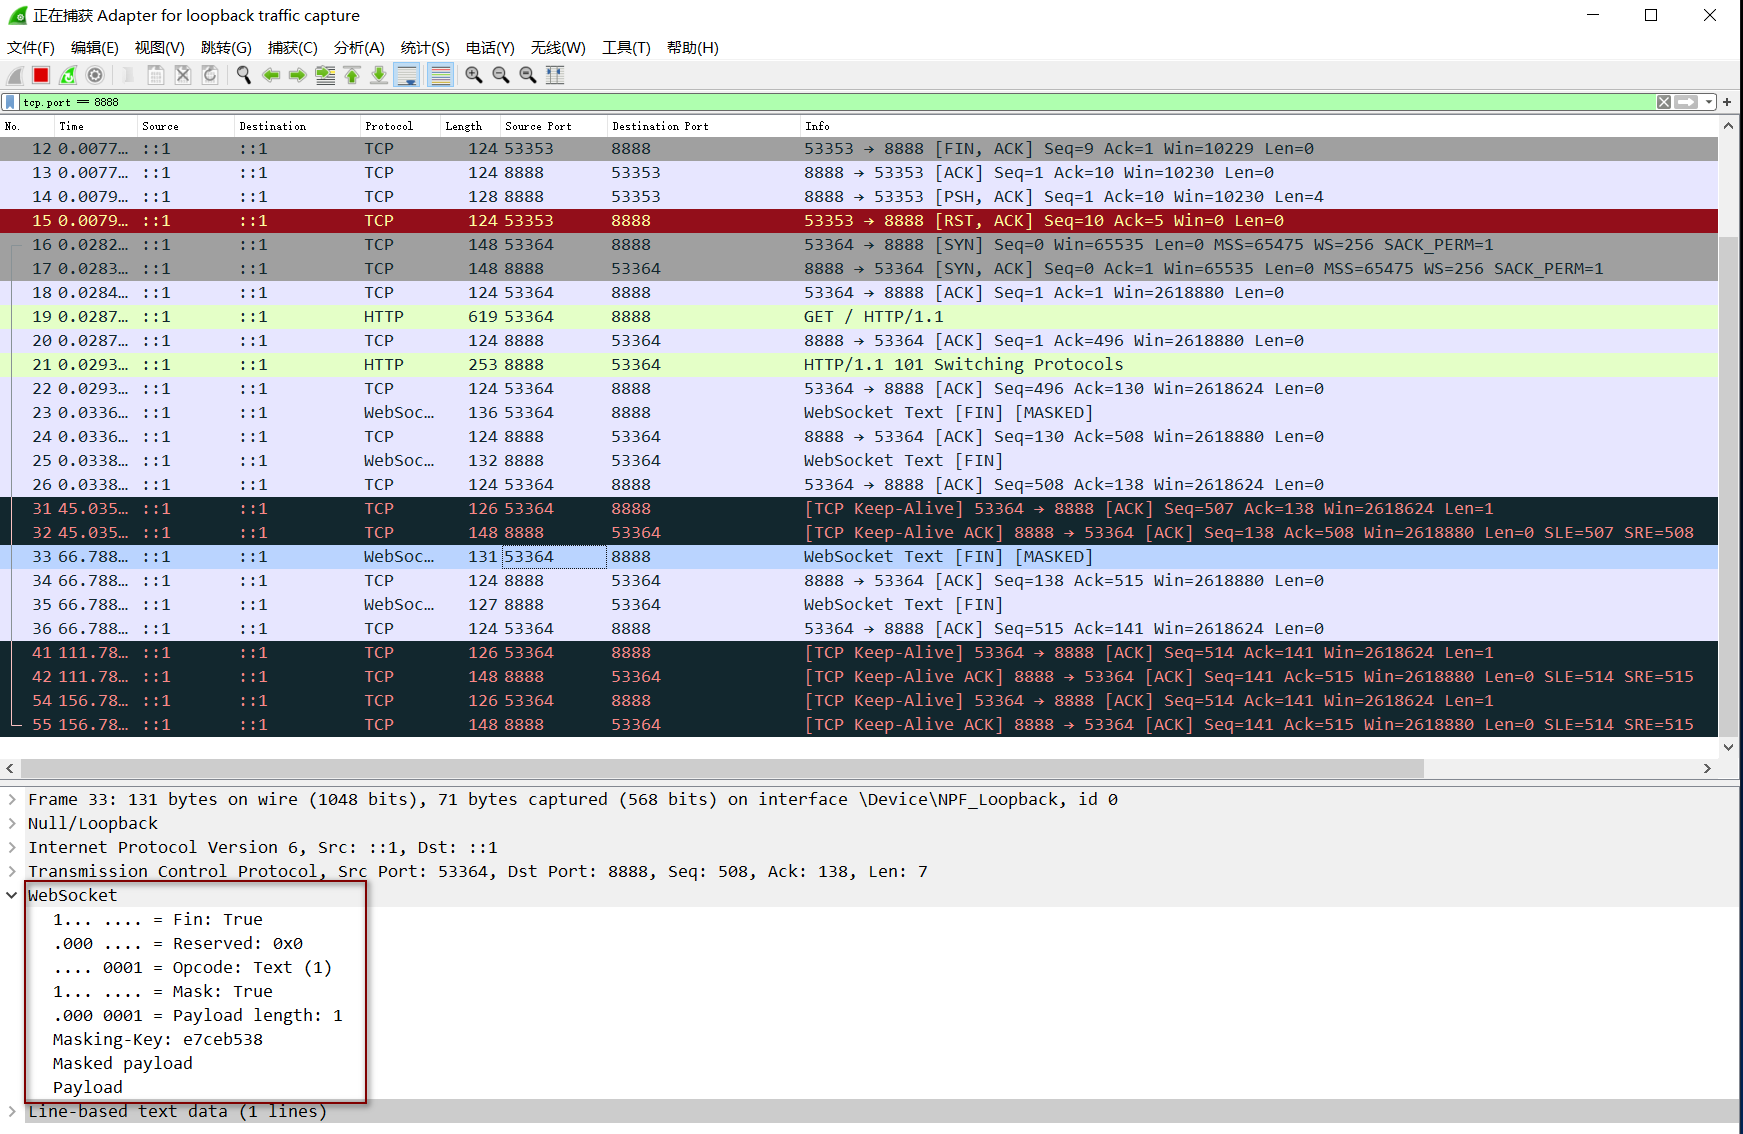 正在捕获 Adapter for loopback traffic capture
文件(F) 编辑(E) 视图(V) 跳转(G) 捕获(C) 分析(A) 统计(S) 电话(Y) 无线(W) 工具(T) 帮助(H)
tcp.port == 8888
No. Time Source Destination Protocol Length Source Port Destination Port Info
12 0.0077… ::1 ::1 TCP 124 53353 8888 53353 → 8888 [FIN, ACK] Seq=9 Ack=1 Win=10229 Len=0
13 0.0077… ::1 ::1 TCP 124 8888 53353 8888 → 53353 [ACK] Seq=1 Ack=10 Win=10230 Len=0
14 0.0079… ::1 ::1 TCP 128 8888 53353 8888 → 53353 [PSH, ACK] Seq=1 Ack=10 Win=10230 Len=4
15 0.0079… ::1 ::1 TCP 124 53353 8888 53353 → 8888 [RST, ACK] Seq=10 Ack=5 Win=0 Len=0
16 0.0282… ::1 ::1 TCP 148 53364 8888 53364 → 8888 [SYN] Seq=0 Win=65535 Len=0 MSS=65475 WS=256 SACK_PERM=1
17 0.0283… ::1 ::1 TCP 148 8888 53364 8888 → 53364 [SYN, ACK] Seq=0 Ack=1 Win=65535 Len=0 MSS=65475 WS=256 SACK_PERM=1
18 0.0284… ::1 ::1 TCP 124 53364 8888 53364 → 8888 [ACK] Seq=1 Ack=1 Win=2618880 Len=0
19 0.0287… ::1 ::1 HTTP 619 53364 8888 GET / HTTP/1.1
20 0.0287… ::1 ::1 TCP 124 8888 53364 8888 → 53364 [ACK] Seq=1 Ack=496 Win=2618880 Len=0
21 0.0293… ::1 ::1 HTTP 253 8888 53364 HTTP/1.1 101 Switching Protocols
22 0.0293… ::1 ::1 TCP 124 53364 8888 53364 → 8888 [ACK] Seq=496 Ack=130 Win=2618624 Len=0
23 0.0336… ::1 ::1 WebSoc… 136 53364 8888 WebSocket Text [FIN] [MASKED]
24 0.0336… ::1 ::1 TCP 124 8888 53364 8888 → 53364 [ACK] Seq=130 Ack=508 Win=2618880 Len=0
25 0.0338… ::1 ::1 WebSoc… 132 8888 53364 WebSocket Text [FIN]
26 0.0338… ::1 ::1 TCP 124 53364 8888 53364 → 8888 [ACK] Seq=508 Ack=138 Win=2618624 Len=0
31 45.035… ::1 ::1 TCP 126 53364 8888 [TCP Keep-Alive] 53364 → 8888 [ACK] Seq=507 Ack=138 Win=2618624 Len=1
32 45.035… ::1 ::1 TCP 148 8888 53364 [TCP Keep-Alive ACK] 8888 → 53364 [ACK] Seq=138 Ack=508 Win=2618880 Len=0 SLE=507 SRE=508
33 66.788… ::1 ::1 WebSoc… 131 53364 8888 WebSocket Text [FIN] [MASKED]
34 66.788… ::1 ::1 TCP 124 8888 53364 8888 → 53364 [ACK] Seq=138 Ack=515 Win=2618880 Len=0
35 66.788… ::1 ::1 WebSoc… 127 8888 53364 WebSocket Text [FIN]
36 66.788… ::1 ::1 TCP 124 53364 8888 53364 → 8888 [ACK] Seq=515 Ack=141 Win=2618624 Len=0
41 111.78… ::1 ::1 TCP 126 53364 8888 [TCP Keep-Alive] 53364 → 8888 [ACK] Seq=514 Ack=141 Win=2618624 Len=1
42 111.78… ::1 ::1 TCP 148 8888 53364 [TCP Keep-Alive ACK] 8888 → 53364 [ACK] Seq=141 Ack=515 Win=2618880 Len=0 SLE=514 SRE=515
54 156.78… ::1 ::1 TCP 126 53364 8888 [TCP Keep-Alive] 53364 → 8888 [ACK] Seq=514 Ack=141 Win=2618624 Len=1
55 156.78… ::1 ::1 TCP 148 8888 53364 [TCP Keep-Alive ACK] 8888 → 53364 [ACK] Seq=141 Ack=515 Win=2618880 Len=0 SLE=514 SRE=515
Frame 33: 131 bytes on wire (1048 bits), 71 bytes captured (568 bits) on interface \Device\NPF_Loopback, id 0
Null/Loopback
Internet Protocol Version 6, Src: ::1, Dst: ::1
Transmission Control Protocol, Src Port: 53364, Dst Port: 8888, Seq: 508, Ack: 138, Len: 7
WebSocket
1... .... = Fin: True
.000 .... = Reserved: 0x0
.... 0001 = Opcode: Text (1)
1... .... = Mask: True
.000 0001 = Payload length: 1
Masking-Key: e7ceb538
Masked payload
Payload
Line-based text data (1 lines)